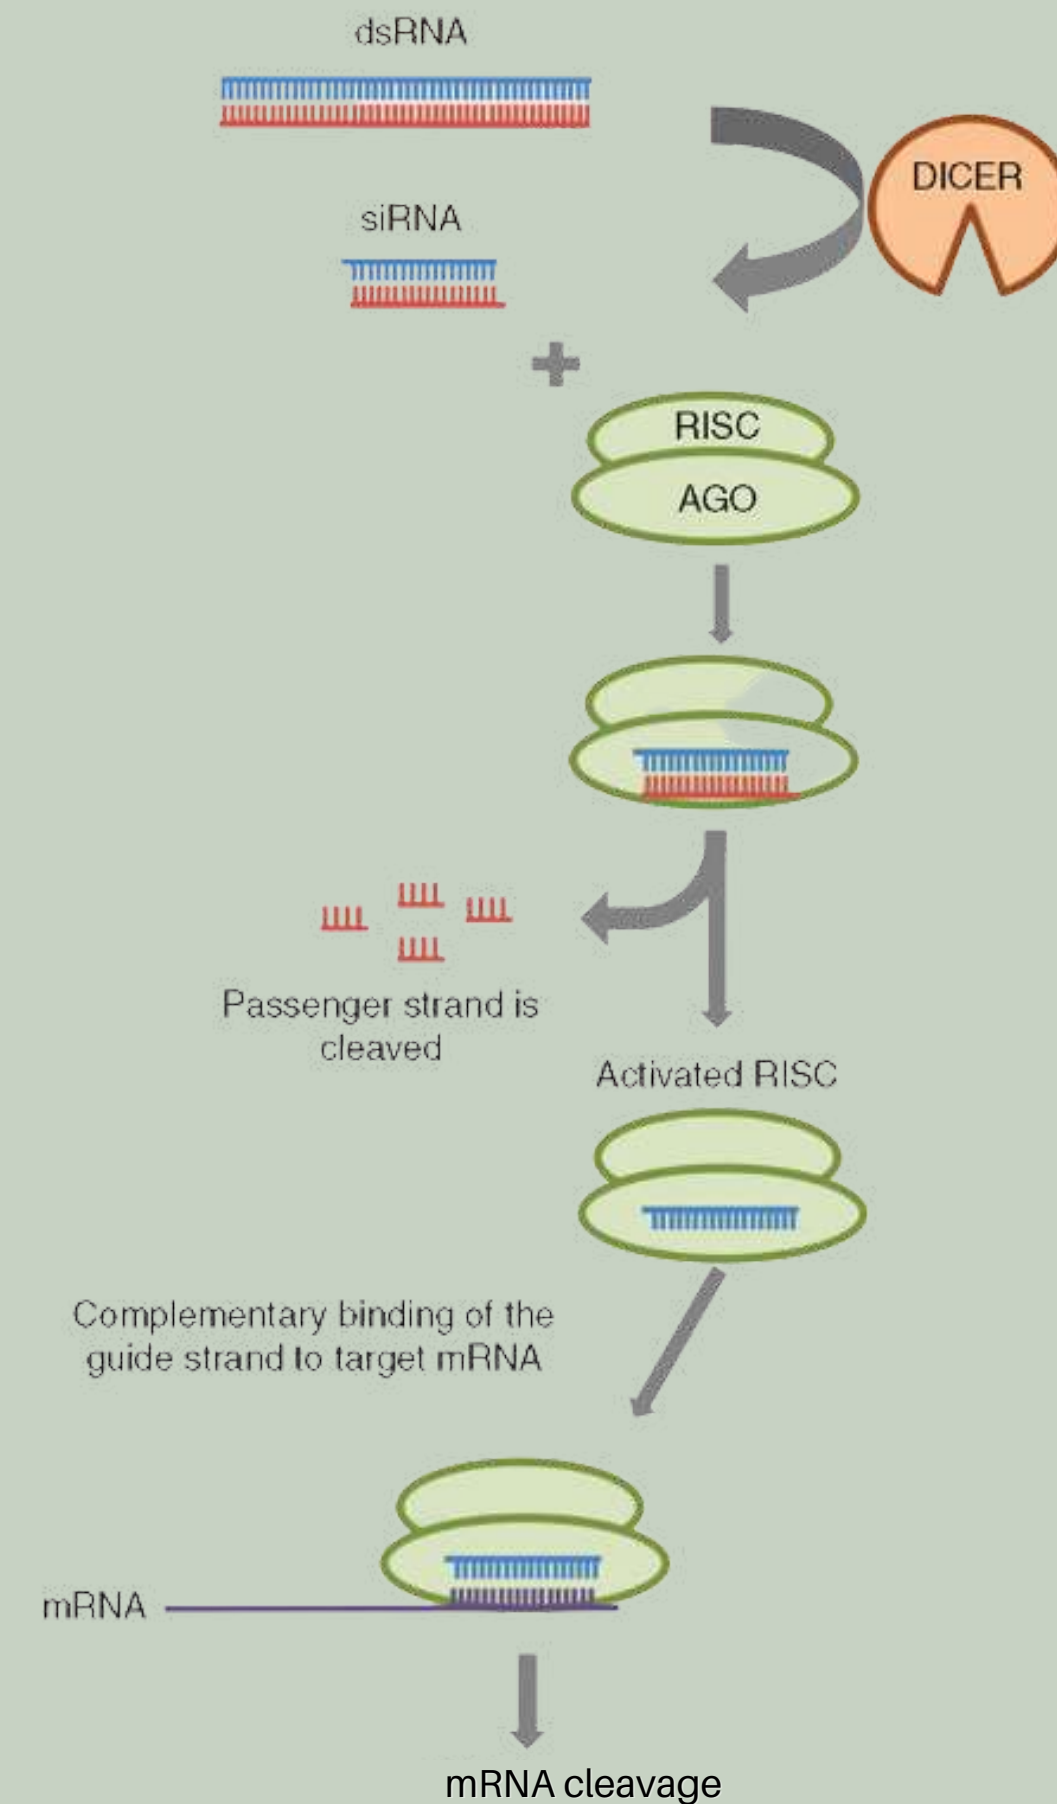 dsRNA
DICER
siRNA
RISC
AGO
Passenger strand is
cleaved
Activated RISC
Complementary binding of the
guide strand to target mRNA
mRNA
mRNA cleavage